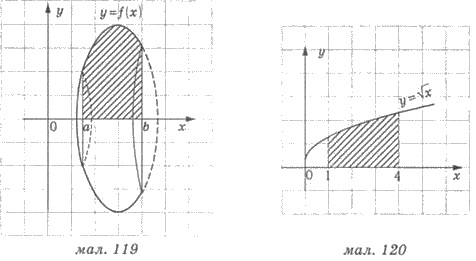 y y=f(x)
0 a b x
мал. 119
y
y=√x
0 1 4 x
мал. 120